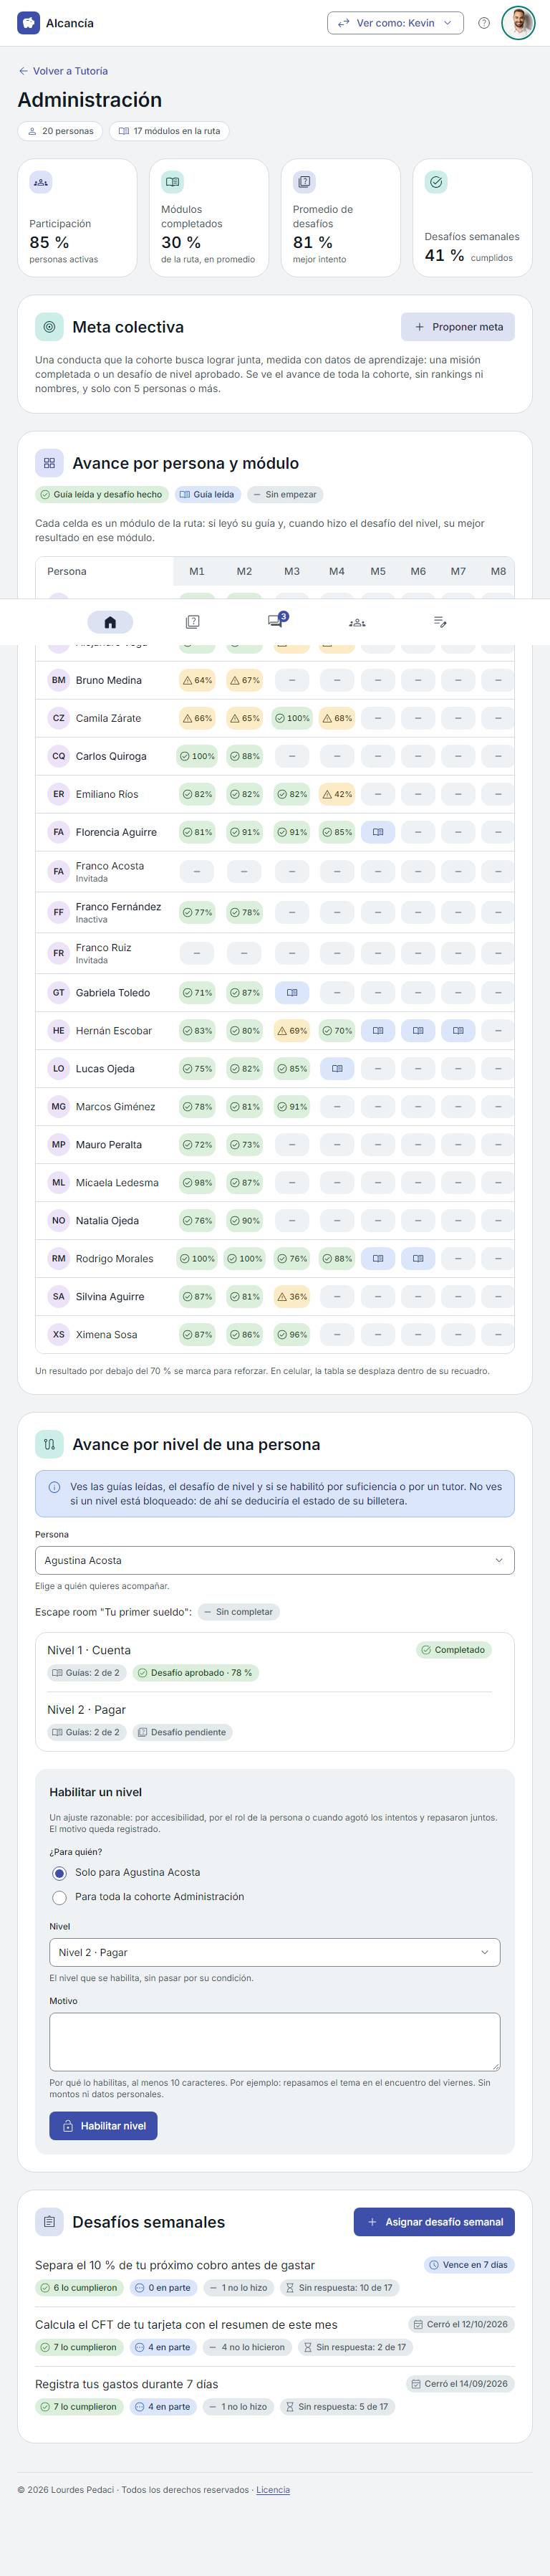 Alcancía
Ver como: Kevin
Volver a Tutoría
Administración
20 personas
17 módulos en la ruta
Participación
85 %
personas activas
Módulos
completados
30 %
de la ruta, en promedio
Promedio de
desafíos
81 %
mejor intento
Desafíos semanales
41 % cumplidos
Meta colectiva
Proponer meta
Una conducta que la cohorte busca lograr junta, medida con datos de aprendizaje: una misión
completada o un desafío de nivel aprobado. Se ve el avance de toda la cohorte, sin rankings ni
nombres, y solo con 5 personas o más.
Avance por persona y módulo
Guía leída y desafío hecho
Guía leída
Sin empezar
Cada celda es un módulo de la ruta: si leyó su guía y, cuando hizo el desafío del nivel, su mejor
resultado en ese módulo.
Persona M1 M2 M3 M4 M5 M6 M7 M8
3
BM Bruno Medina 64% 67% – – – – – –
CZ Camila Zárate 66% 65% 100% 68% – – – –
CQ Carlos Quiroga 100% 88% – – – – – –
ER Emiliano Ríos 82% 82% 82% 42% – – – –
FA Florencia Aguirre 81% 91% 91% 85% – – –
FA Franco Acosta – – – – – – – –
Invitada
FF Franco Fernández 77% 78% – – – – – –
Inactiva
FR Franco Ruiz – – – – – – – –
Invitada
GT Gabriela Toledo 71% 87% – – – – –
HE Hernán Escobar 83% 80% 69% 70% –
LO Lucas Ojeda 75% 82% 85% – – – –
MG Marcos Giménez 78% 81% 91% – – – – –
MP Mauro Peralta 72% 73% – – – – – –
ML Micaela Ledesma 98% 87% – – – – – –
NO Natalia Ojeda 76% 90% – – – – – –
RM Rodrigo Morales 100% 100% 76% 88% – –
SA Silvina Aguirre 87% 81% 36% – – – – –
XS Ximena Sosa 87% 86% 96% – – – – –
Un resultado por debajo del 70 % se marca para reforzar. En celular, la tabla se desplaza dentro de su recuadro.
Avance por nivel de una persona
Ves las guías leídas, el desafío de nivel y si se habilitó por suficiencia o por un tutor. No ves
si un nivel está bloqueado: de ahí se deduciría el estado de su billetera.
Persona
Agustina Acosta
Elige a quién quieres acompañar.
Escape room "Tu primer sueldo": Sin completar
Nivel 1 · Cuenta
Completado
Guías: 2 de 2
Desafío aprobado · 78 %
Nivel 2 · Pagar
Guías: 2 de 2
Desafío pendiente
Habilitar un nivel
Un ajuste razonable: por accesibilidad, por el rol de la persona o cuando agotó los intentos y repasaron juntos.
El motivo queda registrado.
¿Para quién?
Solo para Agustina Acosta
Para toda la cohorte Administración
Nivel
Nivel 2 · Pagar
El nivel que se habilita, sin pasar por su condición.
Motivo
Por qué lo habilitas, al menos 10 caracteres. Por ejemplo: repasamos el tema en el encuentro del viernes. Sin
montos ni datos personales.
Habilitar nivel
Desafíos semanales
Asignar desafío semanal
Separa el 10 % de tu próximo cobro antes de gastar
Vence en 7 días
6 lo cumplieron
0 en parte
1 no lo hizo
Sin respuesta: 10 de 17
Calcula el CFT de tu tarjeta con el resumen de este mes
Cerró el 12/10/2026
7 lo cumplieron
4 en parte
4 no lo hicieron
Sin respuesta: 2 de 17
Registra tus gastos durante 7 días
Cerró el 14/09/2026
7 lo cumplieron
4 en parte
1 no lo hizo
Sin respuesta: 5 de 17
© 2026 Lourdes Pedaci · Todos los derechos reservados · Licencia